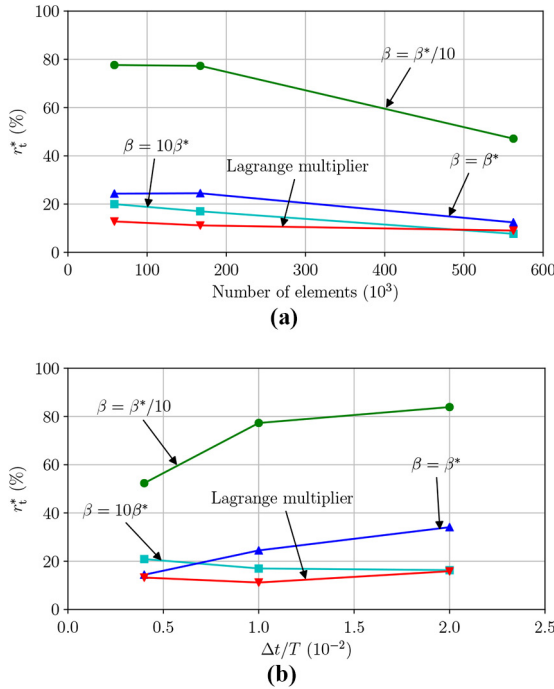 100
80
60
40
20
0
r*t (%)
β = β*/10
β = 10β*
Lagrange multiplier
β = β*
0 100 200 300 400 500 600
Number of elements (10³)
(a)
100
80
60
40
20
0
r*t (%)
β = β*/10
β = β*
Lagrange multiplier
β = 10β*
0.0 0.5 1.0 1.5 2.0 2.5
Δt/T (10⁻²)
(b)